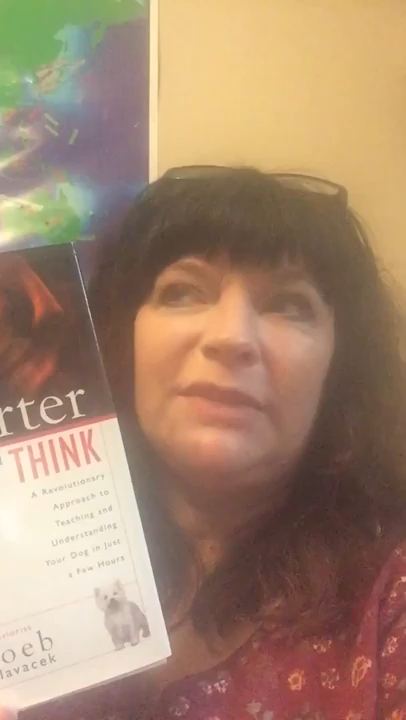 rter
THINK
A Revolutionary
Approach to
Teaching and
Understanding
Your Dog in Just
a Few Hours
oeb
lavacek